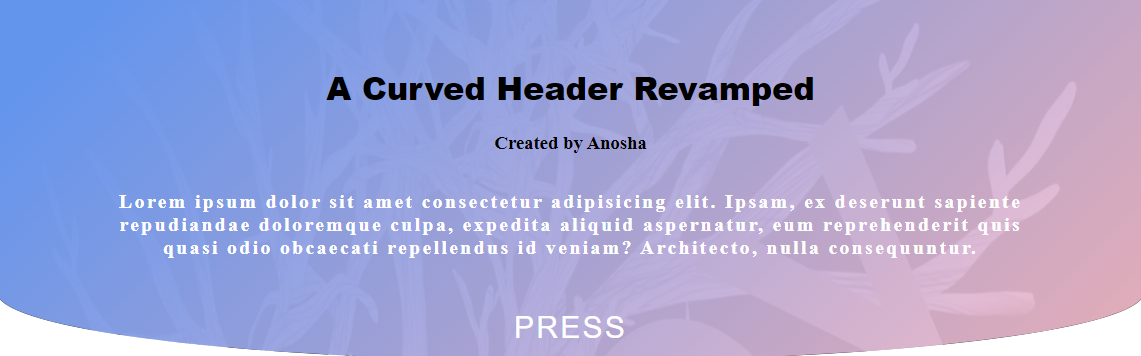 A Curved Header Revamped
Created by Anosha
Lorem ipsum dolor sit amet consectetur adipisicing elit. Ipsam, ex deserunt sapiente
repudiandae doloremque culpa, expedita aliquid aspernatur, eum reprehenderit quis
quasi odio obcaecati repellendus id veniam? Architecto, nulla consequuntur.
PRESS